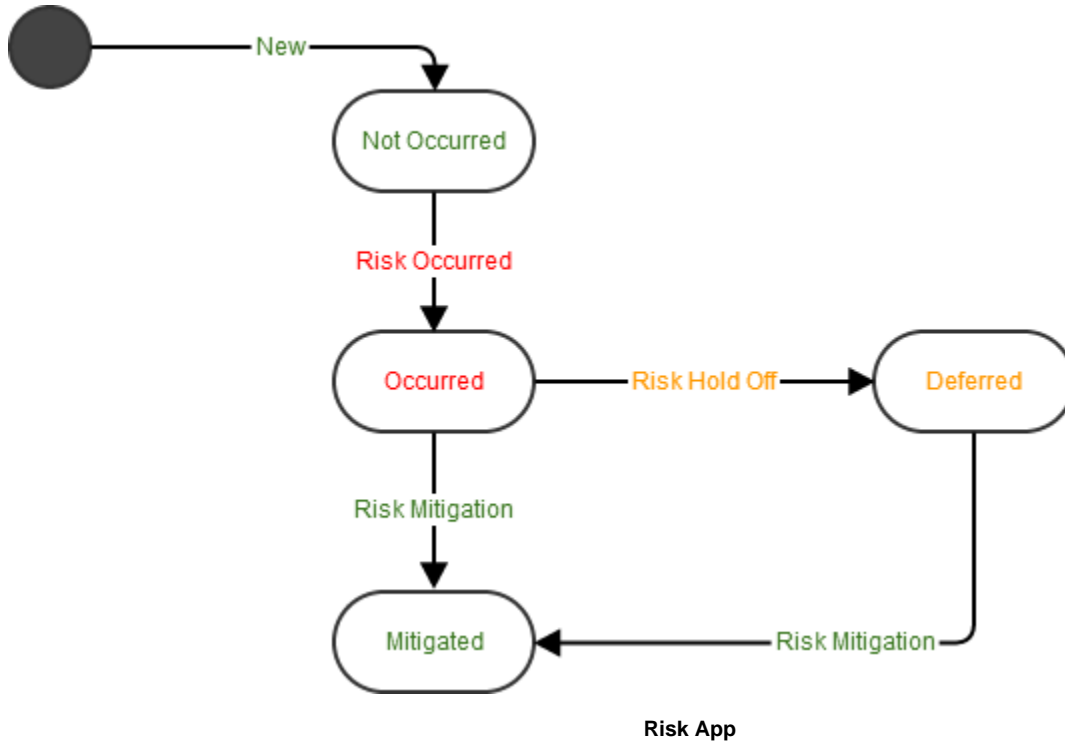 New
Not Occurred
Risk Occurred
Occurred
Risk Hold Off
Deferred
Risk Mitigation
Mitigated
Risk Mitigation
Risk App